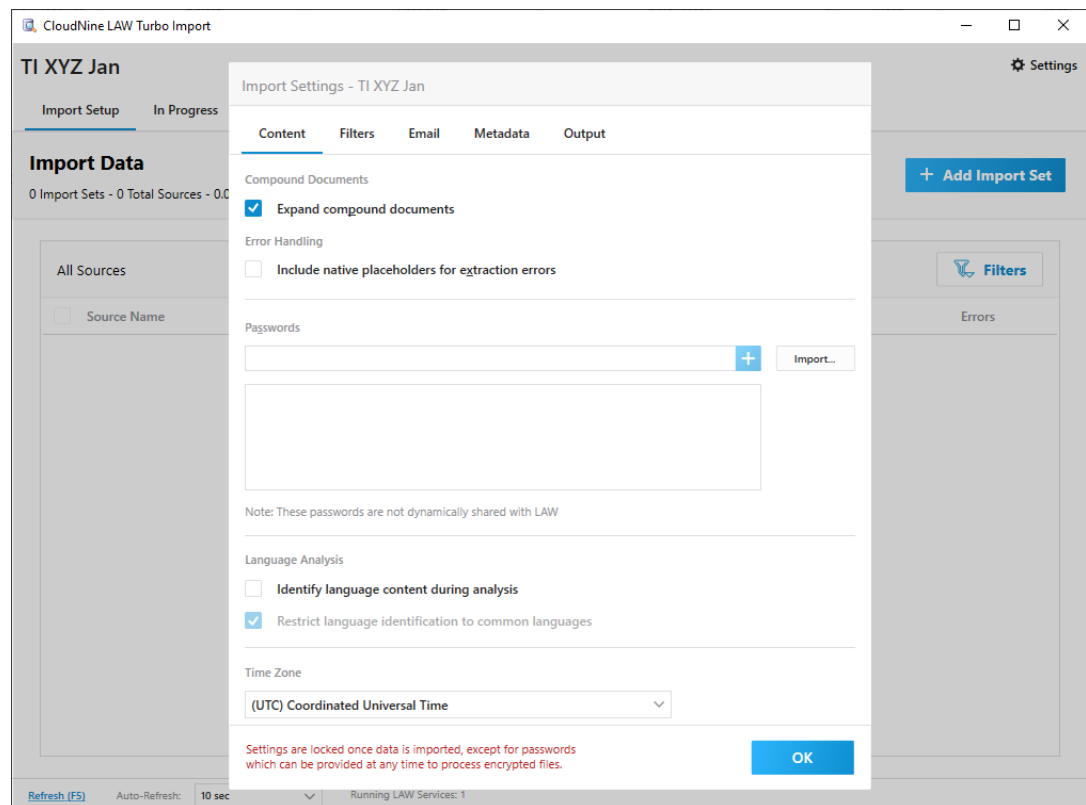 CloudNine LAW Turbo Import
TI XYZ Jan
Settings
Import Setup In Progress
Import Data
0 Import Sets - 0 Total Sources - 0.0
+ Add Import Set
All Sources
Filters
Source Name
Errors
Import Settings - TI XYZ Jan
Content Filters Email Metadata Output
Compound Documents
Expand compound documents
Error Handling
Include native placeholders for extraction errors
Passwords
Import...
Note: These passwords are not dynamically shared with LAW
Language Analysis
Identify language content during analysis
Restrict language identification to common languages
Time Zone
(UTC) Coordinated Universal Time
Settings are locked once data is imported, except for passwords
which can be provided at any time to process encrypted files.
OK
Refresh (F5) Auto-Refresh: 10 sec Running LAW Services: 1